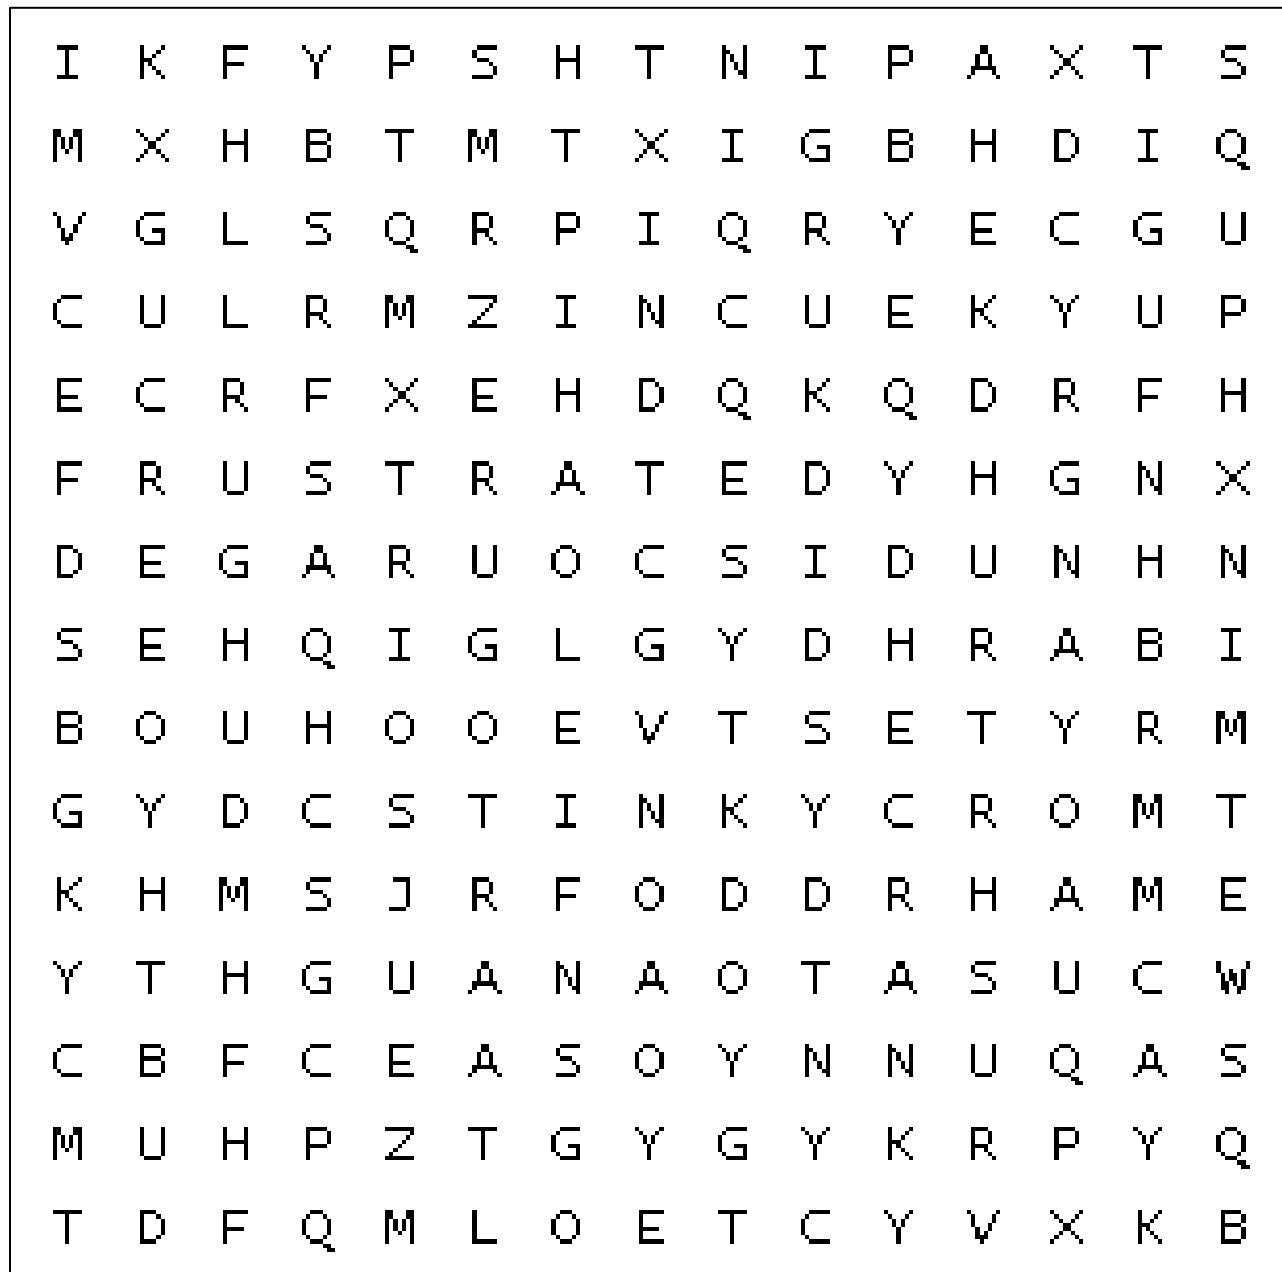 I K F Y P S H T N I P A X T S
M X H B T M T X I G B H D I Q
V G L S Q R P I Q R Y E C G U
C U L R M Z I N C U E K Y U P
E C R F X E H D Q K Q D R F H
F R U S T R A T E D Y H G N X
D E G A R U O C S I D U N H N
S E H Q I G L G Y D H R A B I
B O U H O O E V T S E T Y R M
G Y D C S T I N K Y C R O M T
K H M S J R F O D D R H A M E
Y T H G U A N A O T A S U C W
C B F C E A S O Y N N U Q A S
M U H P Z T G Y G Y K R P Y Q
T D F Q M L O E T C Y V X K B